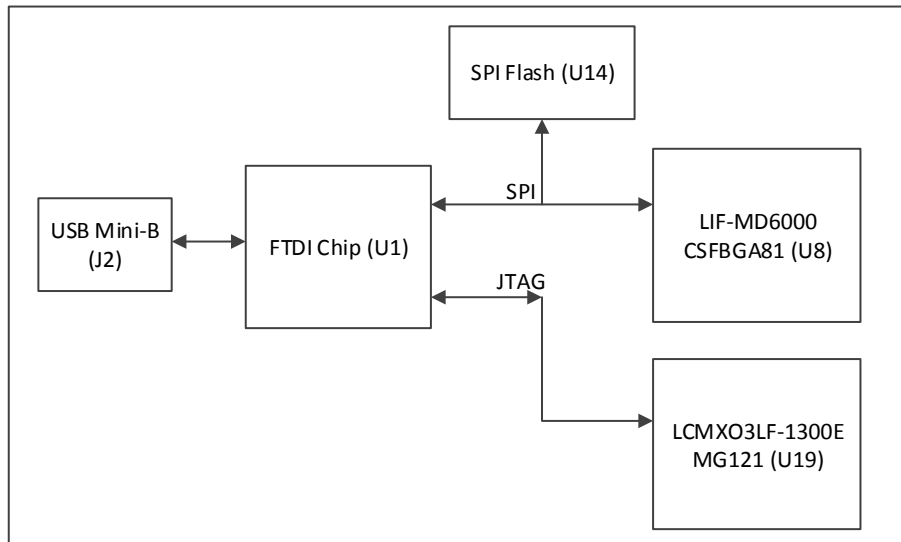 SPI Flash (U14)
SPI
USB Mini-B
(J2)
FTDI Chip (U1)
LIF-MD6000
CSFBGA81 (U8)
JTAG
LCMXO3LF-1300E
MG121 (U19)